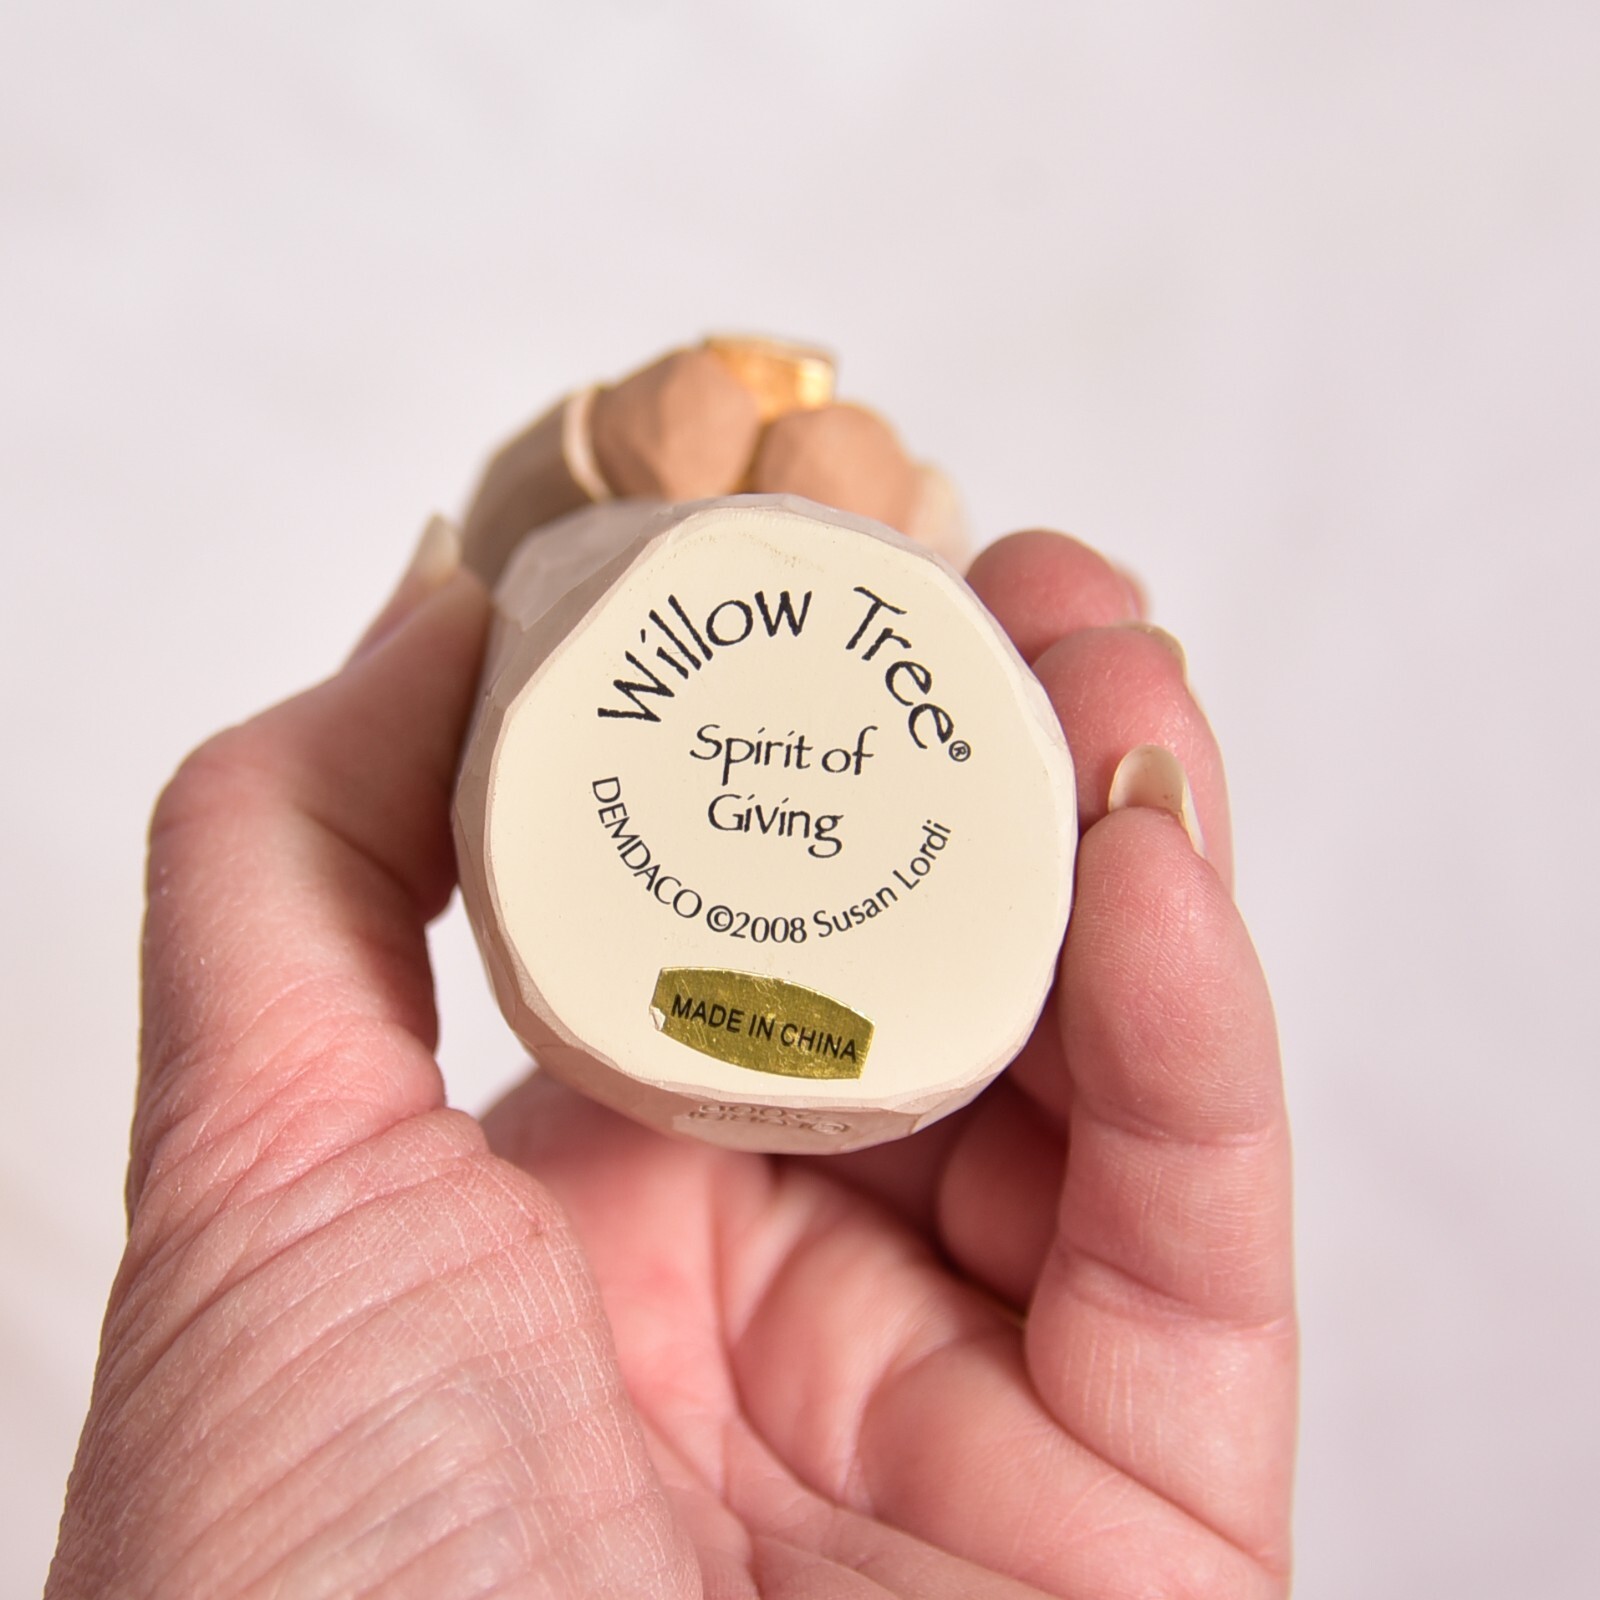 Willow Tree®
Spirit of
Giving
DEMDACO ©2008 Susan Lordi
MADE IN CHINA